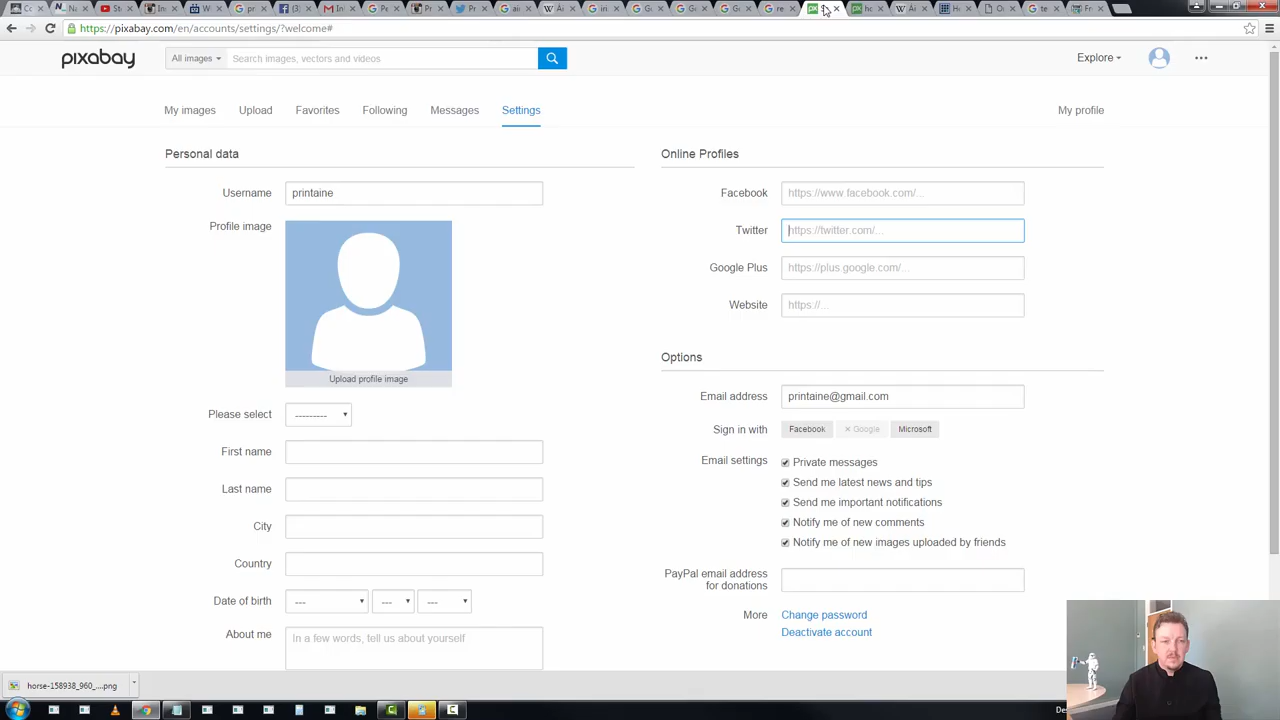 https://pixabay.com/en/accounts/settings/?welcome#
pixabay
All images
Search images, vectors and videos
Explore
My images
Upload
Favorites
Following
Messages
Settings
My profile
Personal data
Username
printaine
Profile image
Upload profile image
Please select
---------
First name
Last name
City
Country
Date of birth
---
---
---
About me
In a few words, tell us about yourself
Online Profiles
Facebook
https://www.facebook.com/...
Twitter
https://twitter.com/...
Google Plus
https://plus.google.com/...
Website
https://...
Options
Email address
printaine@gmail.com
Sign in with
Facebook
× Google
Microsoft
Email settings
Private messages
Send me latest news and tips
Send me important notifications
Notify me of new comments
Notify me of new images uploaded by friends
PayPal email address
for donations
More
Change password
Deactivate account
horse-158938_960_....png